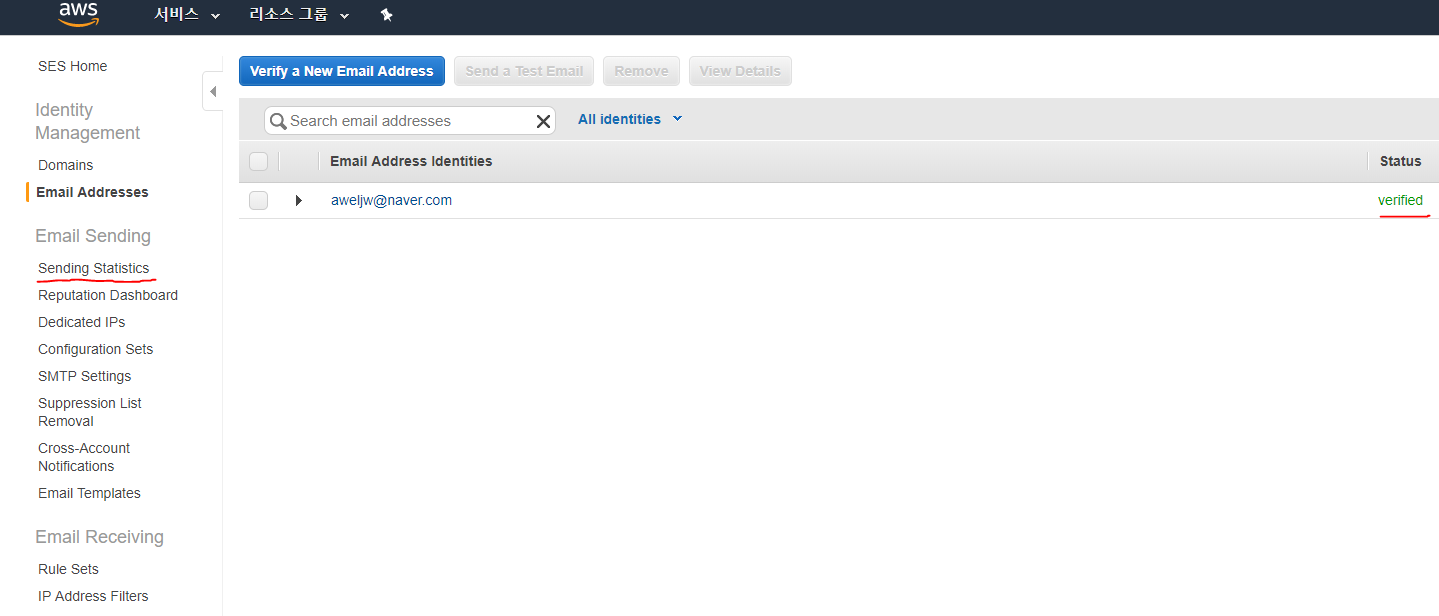 aws 서비스 리소스 그룹
SES Home
Identity
Management
Domains
Email Addresses
Email Sending
Sending Statistics
Reputation Dashboard
Dedicated IPs
Configuration Sets
SMTP Settings
Suppression List
Removal
Cross-Account
Notifications
Email Templates
Email Receiving
Rule Sets
IP Address Filters
Verify a New Email Address Send a Test Email Remove View Details
Search email addresses All identities
Email Address Identities Status
aweljw@naver.com verified